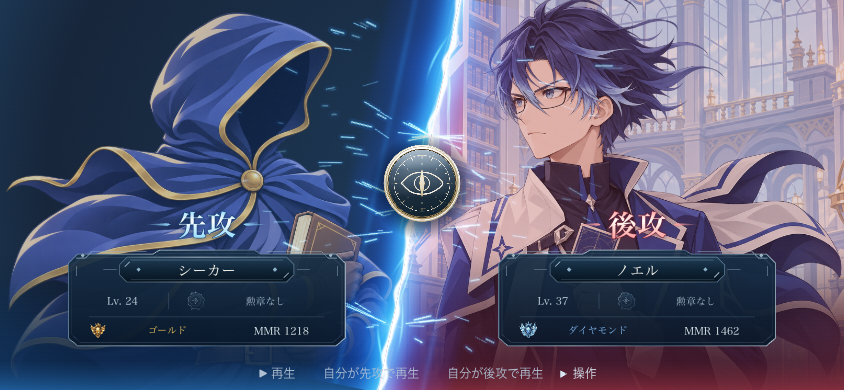 先攻
後攻
シーカー
ノエル
Lv. 24 勲章なし
Lv. 37 勲章なし
ゴールド MMR 1218
ダイヤモンド MMR 1462
▶ 再生 自分が先攻で再生 自分が後攻で再生 ▶ 操作